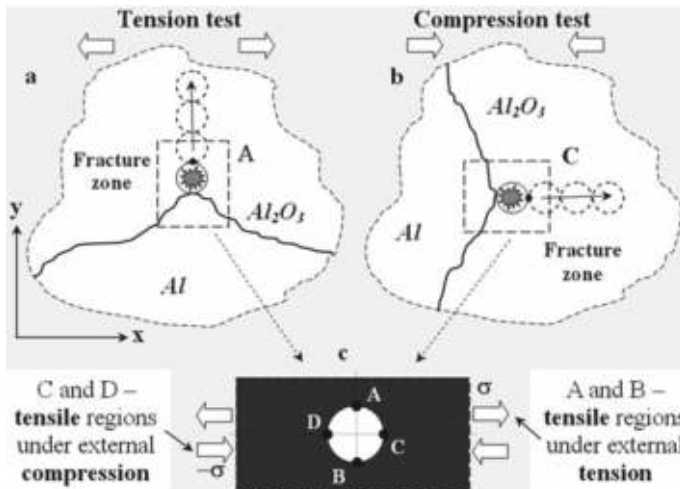 Tension test
Compression test
a
b
Al₂O₃
A
C
Fracture
zone
Al₂O₃
y
Al
Al
Fracture
zone
x
c
C and D –
tensile regions
under external
compression
σ
–σ
A
D
C
B
A and B –
tensile regions
under external
tension